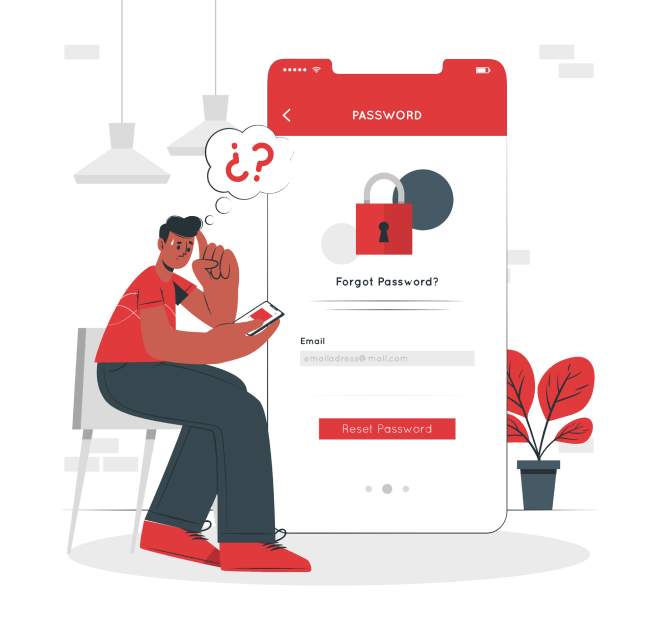 PASSWORD
¿?
Forgot Password?
Email
emailadress@mail.com
Reset Password